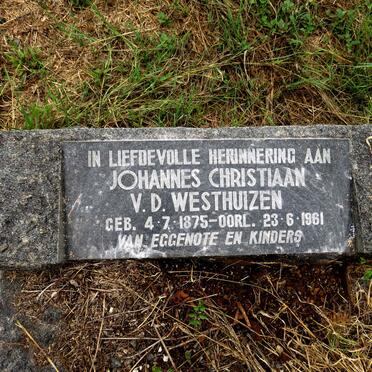 IN LIEFDEVOLLE HERINNERING AAN
JOHANNES CHRISTIAAN
V.D. WESTHUIZEN
GEB. 4.7.1875-OORL. 23.6.1961
VAN EGGENOTE EN KINDERS